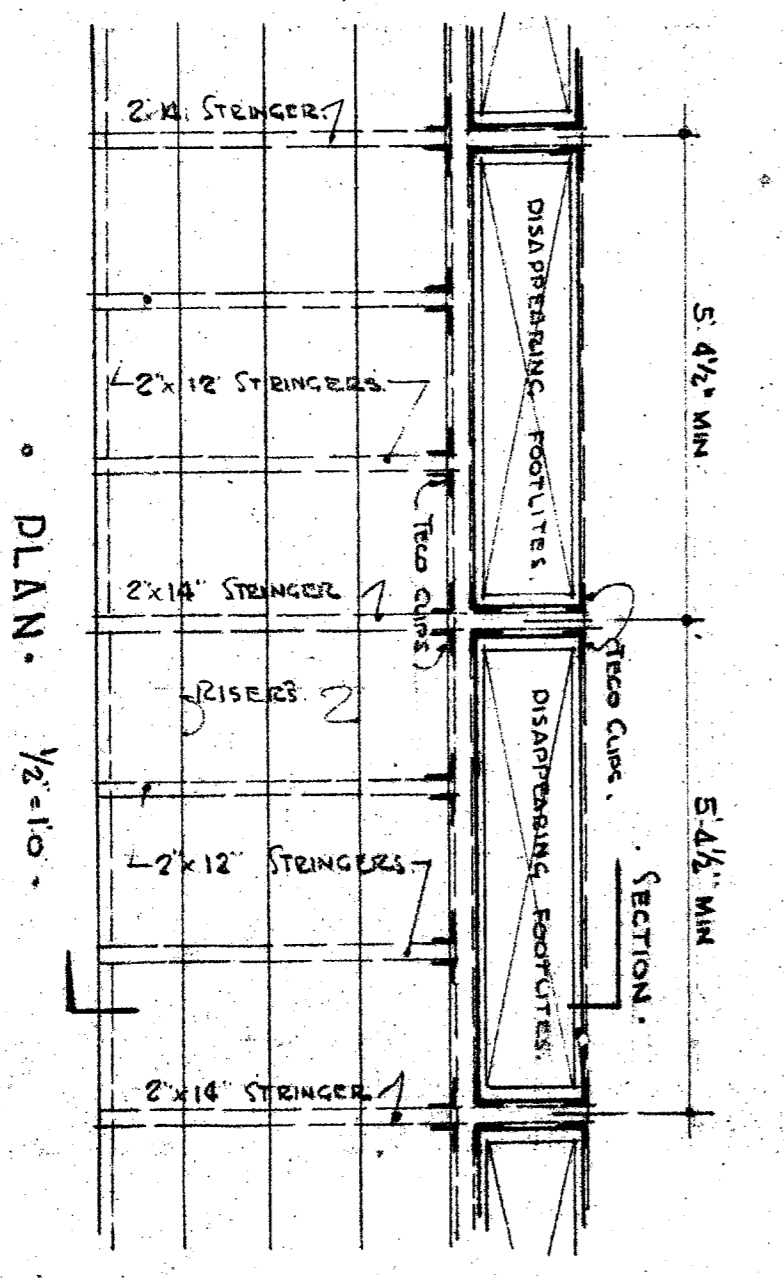 2"x14" STRINGER.
DISAPPEARING FOOTLITES.
5'4½" MIN.
2"x12" STRINGERS.
TECO CLIPS
2"x14" STRINGER
TECO CLIPS.
RISERS.
DISAPPEARING FOOTLITES.
5'-4½" MIN
2"x12" STRINGERS.
SECTION.
2"x14" STRINGER
• PLAN. ½"=1'0.